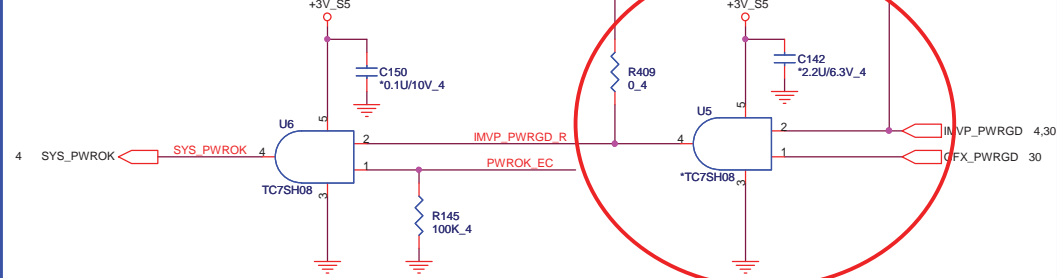 +3V_S5
+3V_S5
C150
*0.1U/10V_4
R409
0_4
C142
*2.2U/6.3V_4
5
U6
5
U5
4 SYS_PWROK
SYS_PWROK
4
2
IMVP_PWRGD_R
4
2
IMVP_PWRGD 4,30
1
PWROK_EC
1
GFX_PWRGD 30
TC7SH08
3
*TC7SH08
3
R145
100K_4